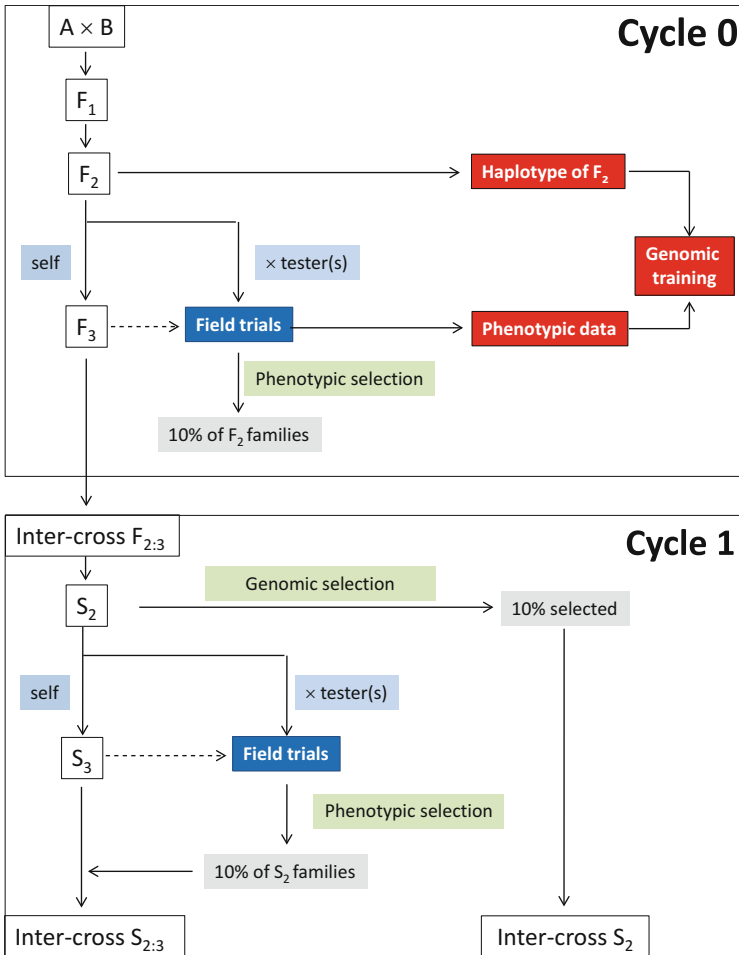 A × B
Cycle 0
F₁
F₂
Haplotype of F₂
self
× tester(s)
Genomic
training
F₃
Field trials
Phenotypic data
Phenotypic selection
10% of F₂ families
Inter-cross F₂:₃
Cycle 1
Genomic selection
S₂
10% selected
self
× tester(s)
S₃
Field trials
Phenotypic selection
10% of S₂ families
Inter-cross S₂:₃
Inter-cross S₂